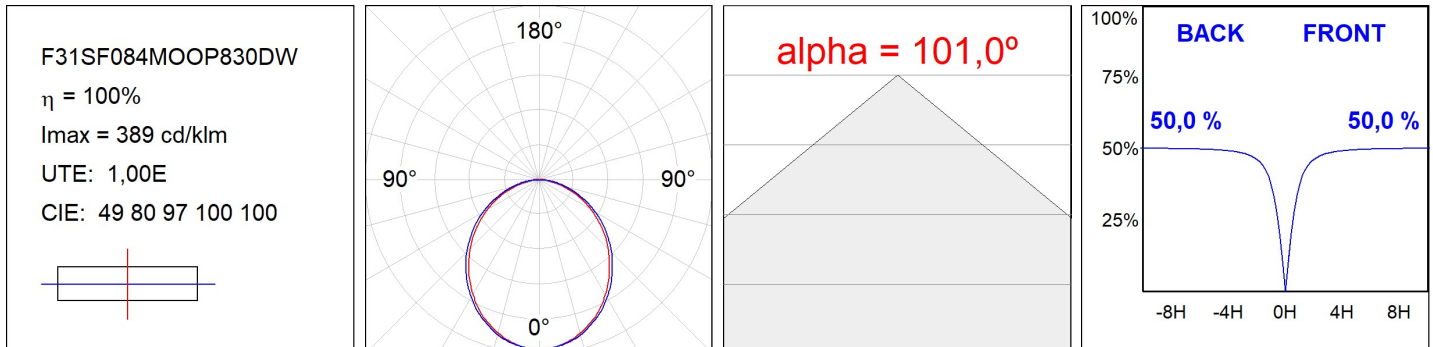 F31SF084MOOP830DW
η = 100%
Imax = 389 cd/klm
UTE: 1,00E
CIE: 49 80 97 100 100
180°
90°
90°
0°
alpha = 101,0º
100%
BACK FRONT
75%
50,0 % 50,0 %
50%
25%
-8H -4H 0H 4H 8H